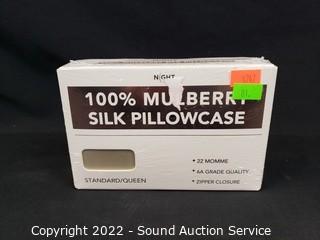 NIGHT
100% MULBERRY
SILK PILLOWCASE
• 22 MOMME
• 6A GRADE QUALITY
• ZIPPER CLOSURE
STANDARD/QUEEN
Copyright 2022 - Sound Auction Service